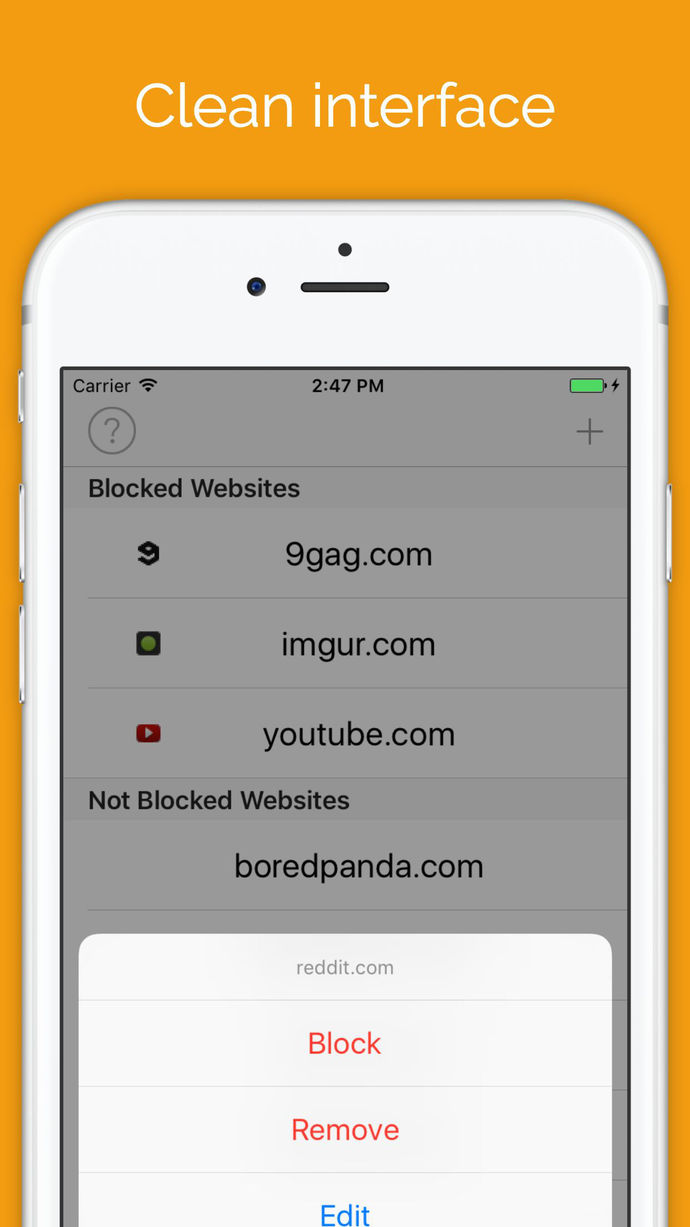 Clean interface
Carrier 2:47 PM
?
Blocked Websites
9gag.com
imgur.com
youtube.com
Not Blocked Websites
boredpanda.com
reddit.com
Block
Remove
Edit